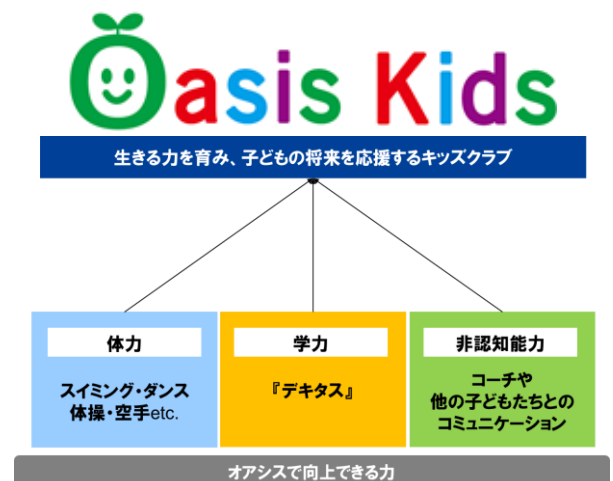 Oasis Kids
生きる力を育み、子どもの将来を応援するキッズクラブ
体力
スイミング・ダンス
体操・空手etc.
学力
『デキタス』
非認知能力
コーチや
他の子どもたちとの
コミュニケーション
オアシスで向上できる力